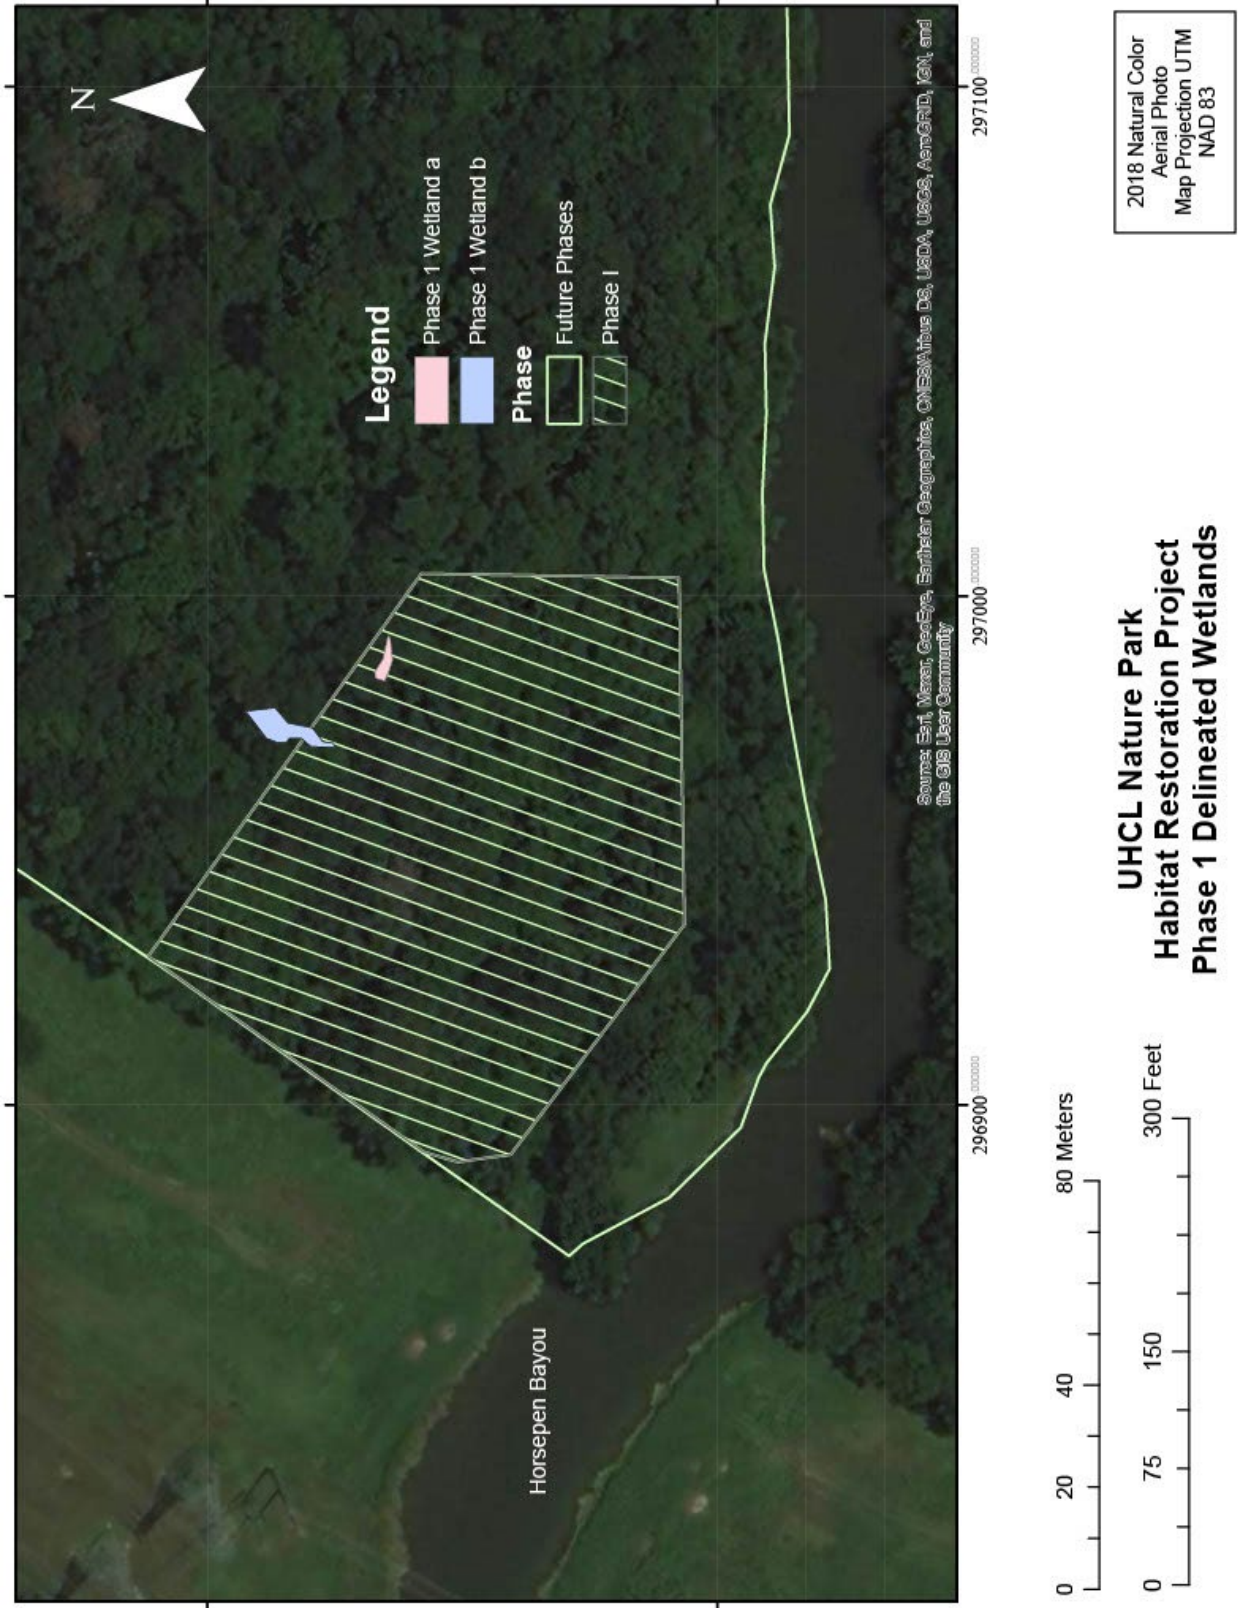 N
Legend
Phase 1 Wetland a
Phase 1 Wetland b
Phase
Future Phases
Phase I
Horsepen Bayou
Source: Esri, Maxar, GeoEye, Earthstar Geographics, CNES/Airbus DS, USDA, USGS, AeroGRID, IGN, and
the GIS User Community
296900.000000
297000.000000
297100.000000
0 20 40 80 Meters
0 75 150 300 Feet
UHCL Nature Park
Habitat Restoration Project
Phase 1 Delineated Wetlands
2018 Natural Color
Aerial Photo
Map Projection UTM
NAD 83